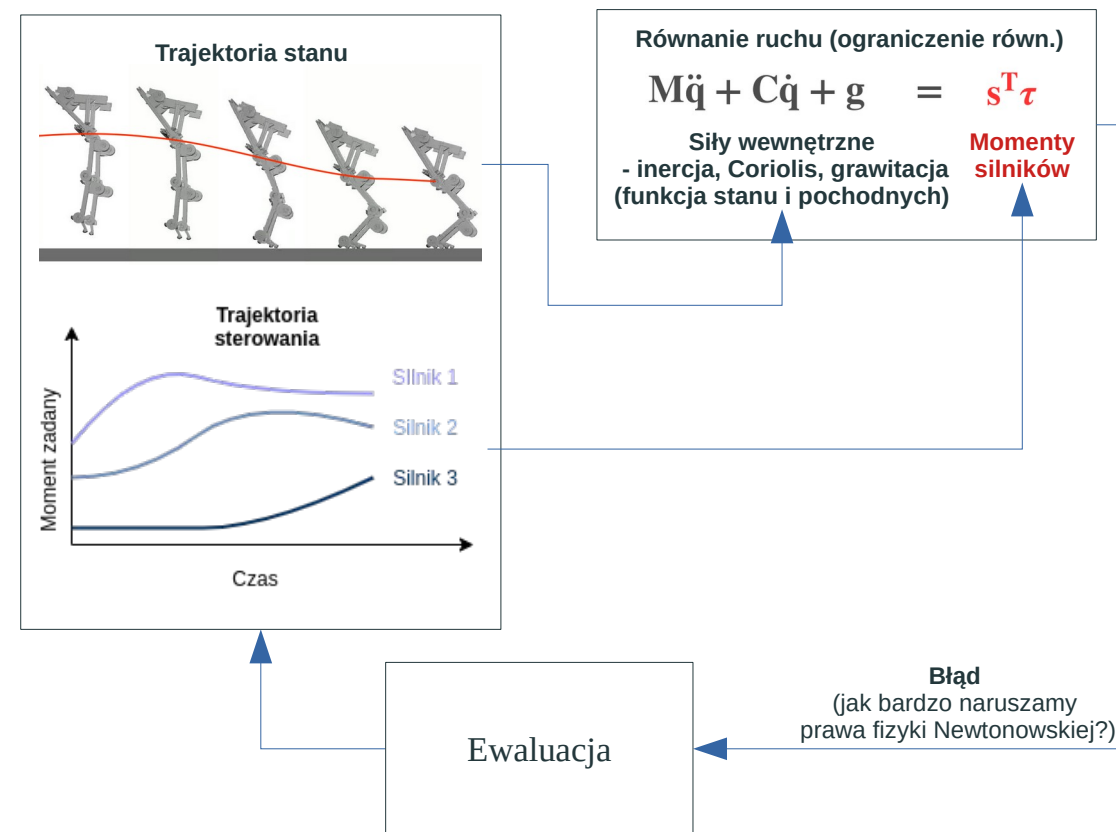 Trajektoria stanu
Trajektoria
sterowania
SIlnik 1
Silnik 2
Silnik 3
Moment zadany
Czas
Równanie ruchu (ograniczenie równ.)
Mq̈ + Cq̇ + g = sᵀτ
Siły wewnętrzne
- inercja, Coriolis, grawitacja
(funkcja stanu i pochodnych)
Momenty
silników
Ewaluacja
Błąd
(jak bardzo naruszamy
prawa fizyki Newtonowskiej?)